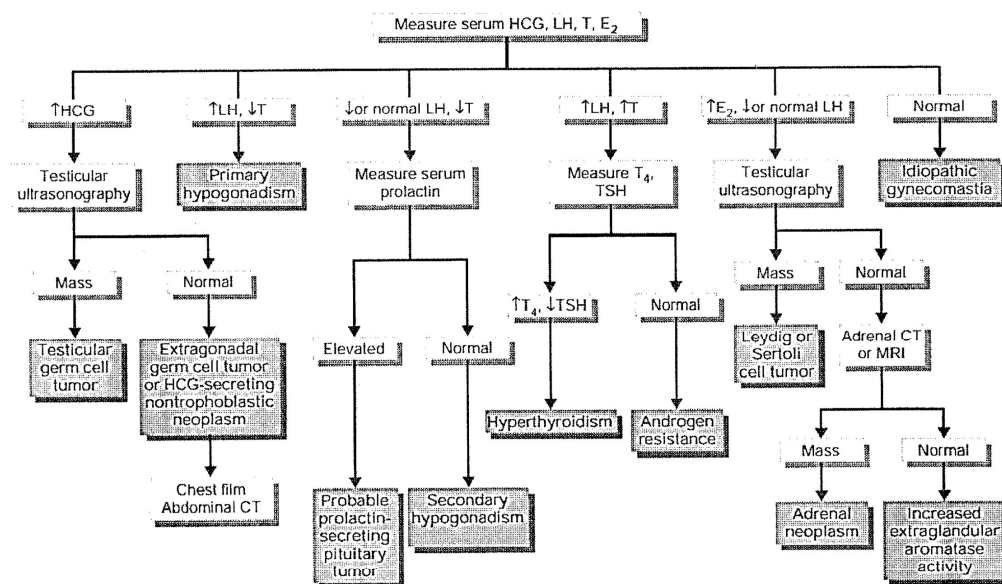 Measure serum HCG, LH, T, E₂
↑HCG
↑LH, ↓T
↓or normal LH, ↓T
↑LH, ↑T
↑E₂, ↓or normal LH
Normal
Testicular
ultrasonography
Primary
hypogonadism
Measure serum
prolactin
Measure T₄,
TSH
Testicular
ultrasonography
Idiopathic
gynecomastia
Mass
Normal
Elevated
Normal
↑T₄, ↓TSH
Normal
Mass
Normal
Testicular
germ cell
tumor
Extragonadal
germ cell tumor
or HCG-secreting
nontrophoblastic
neoplasm
Hyperthyroidism
Androgen
resistance
Leydig or
Sertoli
cell tumor
Adrenal CT
or MRI
Chest film
Abdominal CT
Probable
prolactin-
secreting
pituitary
tumor
Secondary
hypogonadism
Mass
Normal
Adrenal
neoplasm
Increased
extraglandular
aromatase
activity